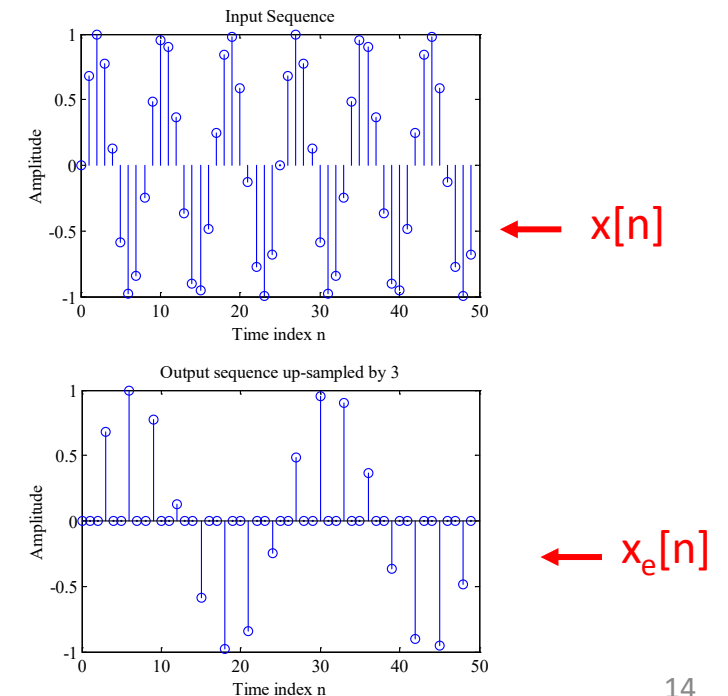 Input Sequence
1
0.5
0
-0.5
-1
Amplitude
0 10 20 30 40 50
Time index n
x[n]
Output sequence up-sampled by 3
1
0.5
0
-0.5
-1
Amplitude
0 10 20 30 40 50
Time index n
xₑ[n]
14